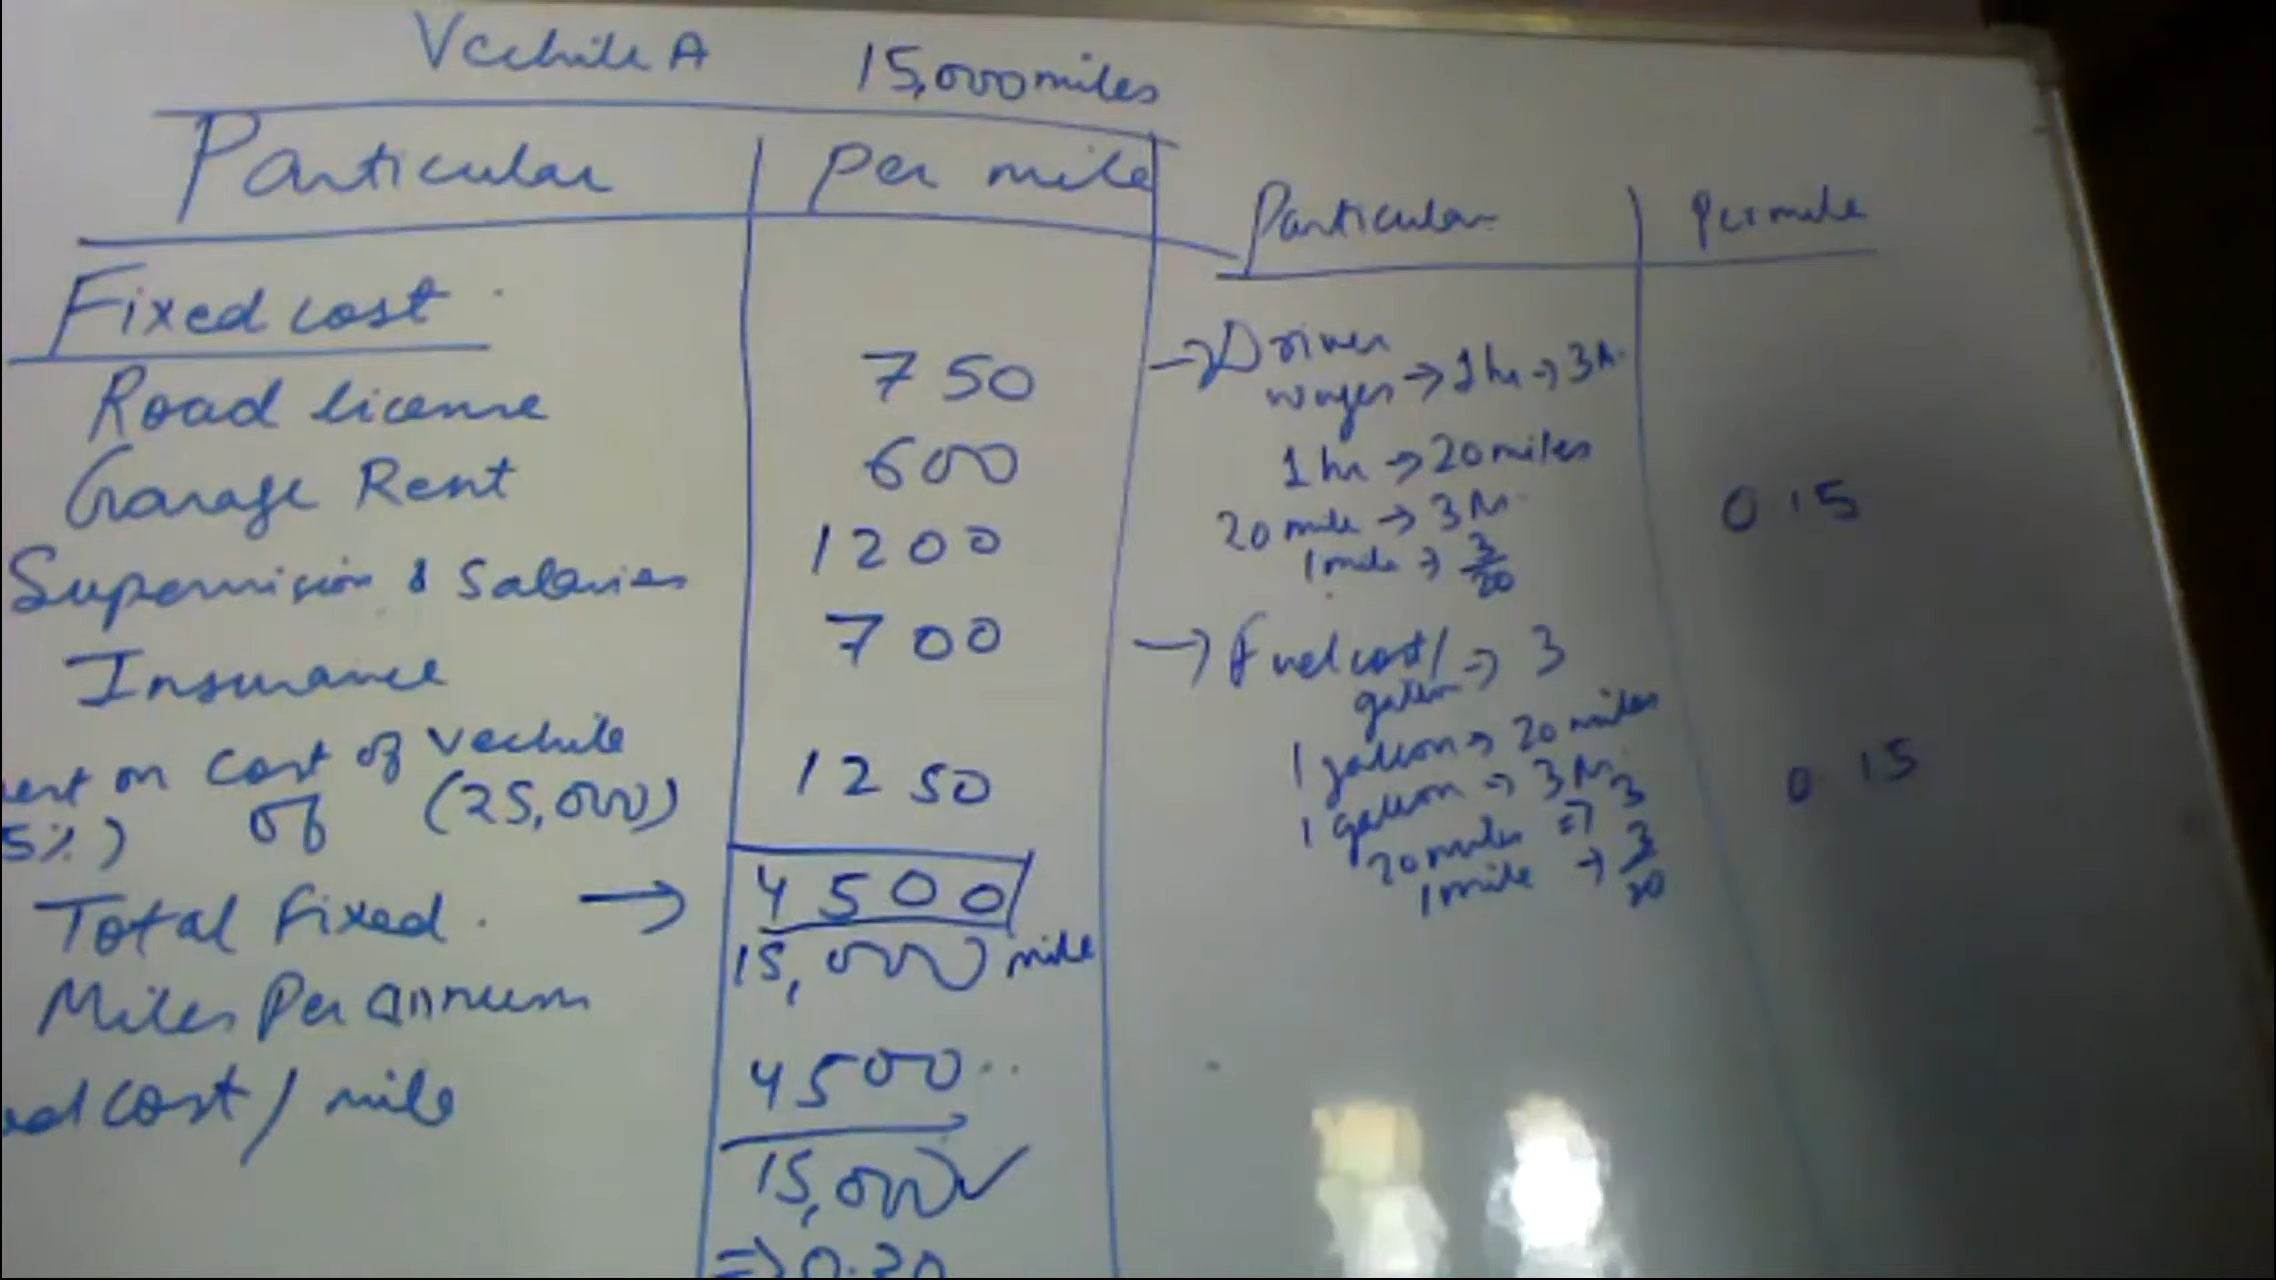 Vechile A 15,000 miles
Particular Per mile
Fixed cost
Road license 750
Garage Rent 600
Supervision & Salaries 1200
Insurance 700
on cost of vechile
5%) of (25,000) 1250
Total fixed. → 4500
Miles Per annum 15,000 mile
cost / mile 4500
15,000 ✓
=> 0.30
Particular Per mile
→ Driver
wages → 1 hr → 3
1 hr → 20 miles
20 mile → 3 0.15
1 mile → 3/20
→ Fuel cost/
gallon → 3
1 gallon → 20 miles
1 gallon → 3 0.15
20 miles => 3
1 mile → 3/20